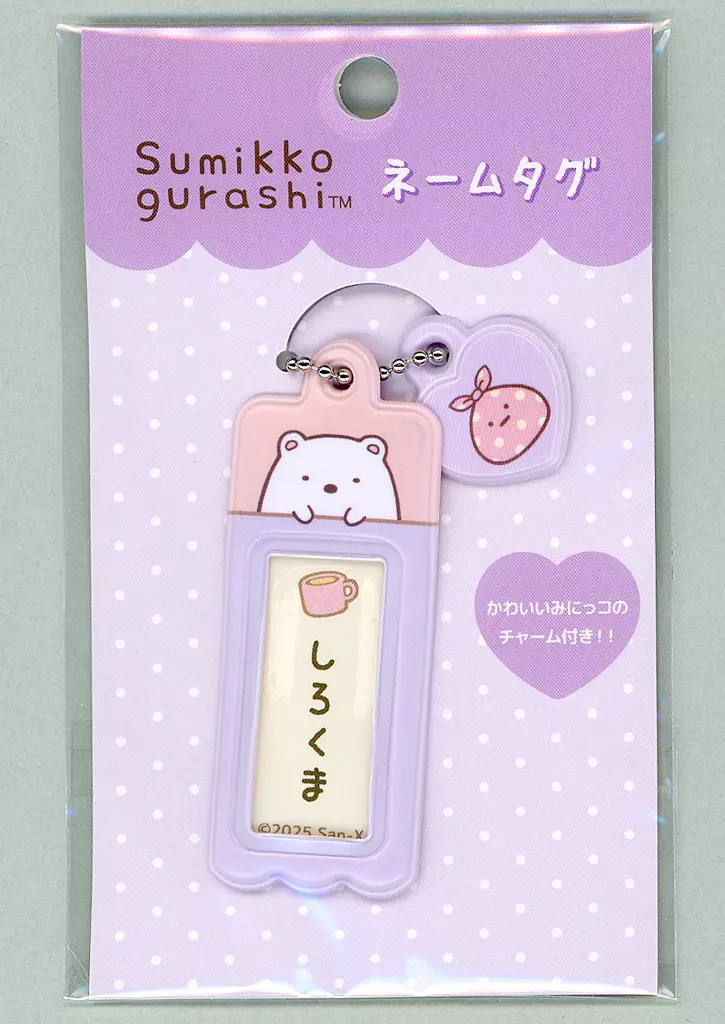 Sumikko
gurashi™
ネームタグ
かわいいみにっコの
チャーム付き!!
しろくま
©2025 San-X